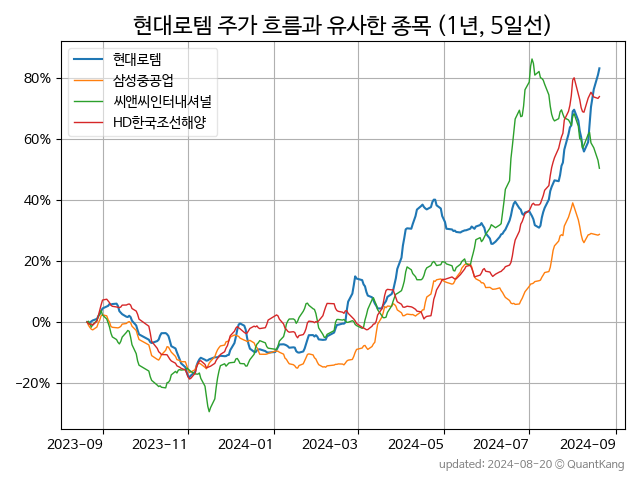 현대로템 주가 흐름과 유사한 종목 (1년, 5일선)
현대로템
삼성중공업
씨앤씨인터내셔널
HD한국조선해양
80%
60%
40%
20%
0%
−20%
2023-09 2023-11 2024-01 2024-03 2024-05 2024-07 2024-09
updated: 2024-08-20 © QuantKang